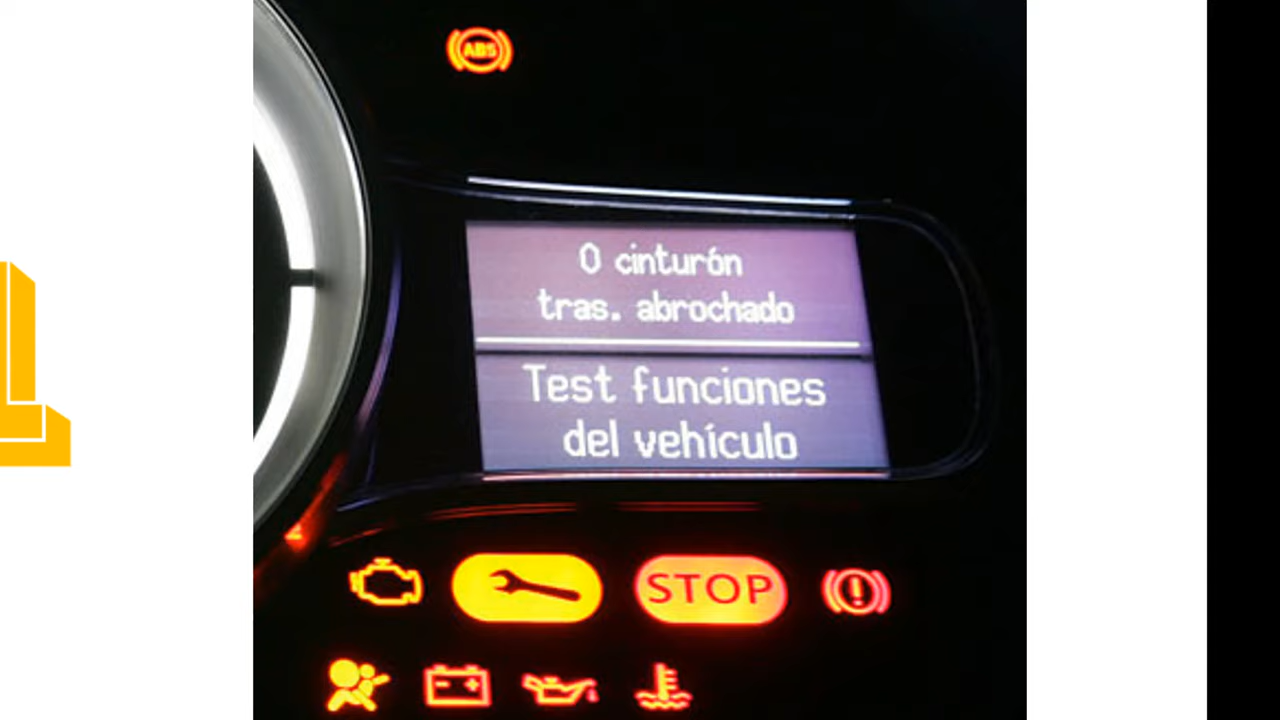 ABS
0 cinturón
tras. abrochado
Test funciones
del vehículo
STOP